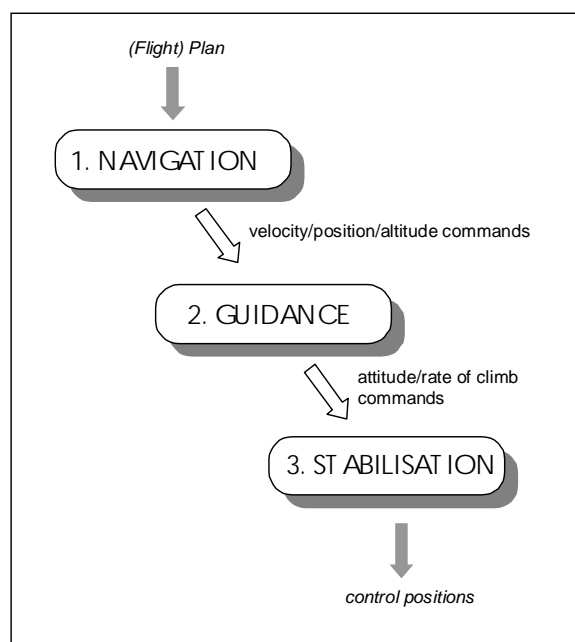 (Flight) Plan
1. NAVIGATION
velocity/position/altitude commands
2. GUIDANCE
attitude/rate of climb
commands
3. STABILISATION
control positions